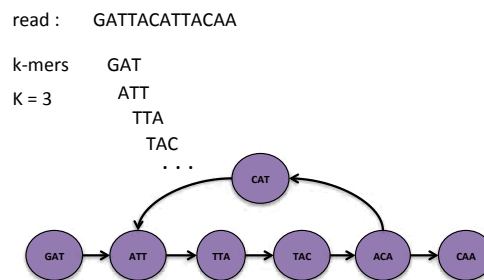 read : GATTACATTACAA
k-mers GAT
K = 3 ATT
TTA
TAC
. . .
CAT
GAT ATT TTA TAC ACA CAA